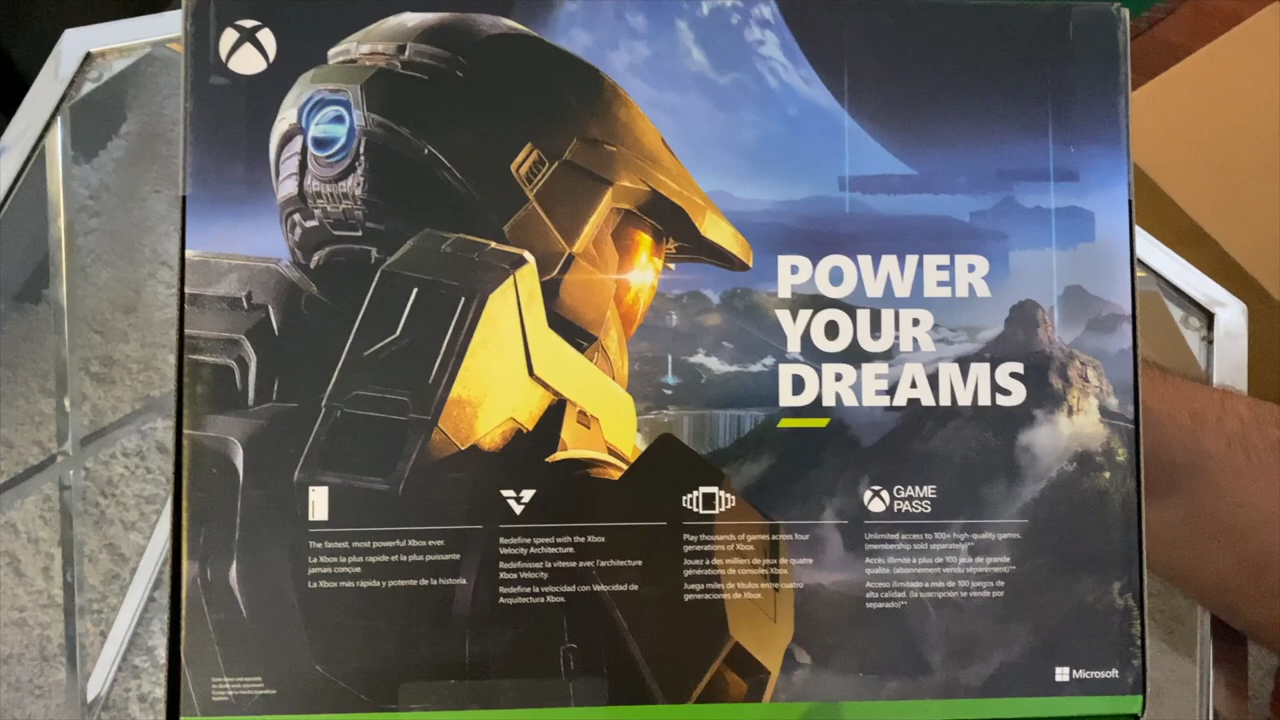 POWER
YOUR
DREAMS
The fastest, most powerful Xbox ever.
La Xbox la plus rapide et la plus puissante
jamais conçue.
La Xbox más rápida y potente de la historia.
Redefine speed with the Xbox
Velocity Architecture.
Redéfinissez la vitesse avec l'architecture
Xbox Velocity.
Redefine la velocidad con Velocidad de
Arquitectura Xbox.
Play thousands of games across four
generations of Xbox.
Jouez à des milliers de jeux de quatre
générations de consoles Xbox.
Juega miles de títulos entre cuatro
generaciones de Xbox.
GAME
PASS
Unlimited access to 100+ high-quality games.
(membership sold separately)**
Accès illimité à plus de 100 jeux de grande
qualité. (abonnement vendu séparément)**
Acceso ilimitado a más de 100 juegos de
alta calidad. (la suscripción se vende por
separado)**
Microsoft